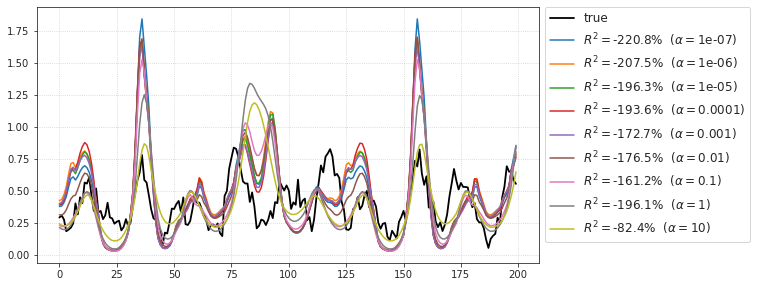 1.75
1.50
1.25
1.00
0.75
0.50
0.25
0.00
0 25 50 75 100 125 150 175 200
true
R² = -220.8% (α = 1e-07)
R² = -207.5% (α = 1e-06)
R² = -196.3% (α = 1e-05)
R² = -193.6% (α = 0.0001)
R² = -172.7% (α = 0.001)
R² = -176.5% (α = 0.01)
R² = -161.2% (α = 0.1)
R² = -196.1% (α = 1)
R² = -82.4% (α = 10)